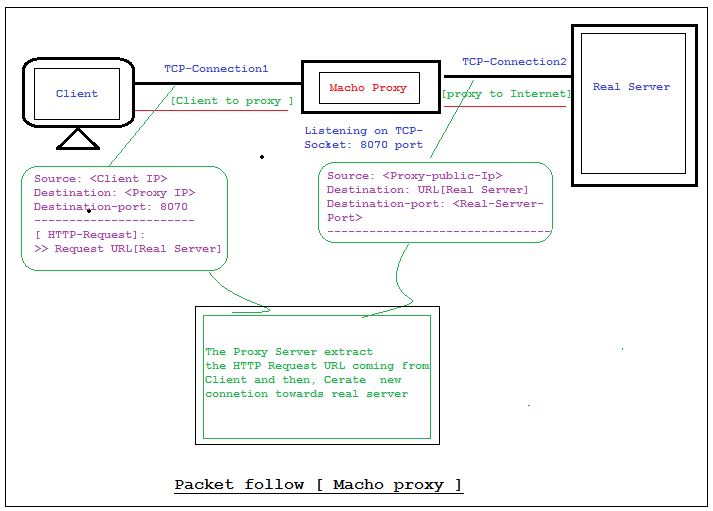 TCP-Connection1
TCP-Connection2
Client
Macho Proxy
Real Server
[Client to proxy ]
[proxy to Internet]
Listening on TCP-
Socket: 8070 port
Source: <Client IP>
Destination: <Proxy IP>
Destination-port: 8070
-----------------------
[ HTTP-Request]:
>> Request URL[Real Server]
Source: <Proxy-public-Ip>
Destination: URL[Real Server]
Destination-port: <Real-Server-
Port>
--------------------------------
The Proxy Server extract
the HTTP Request URL coming from
Client and then, Cerate new
connetion towards real server
Packet follow [ Macho proxy ]